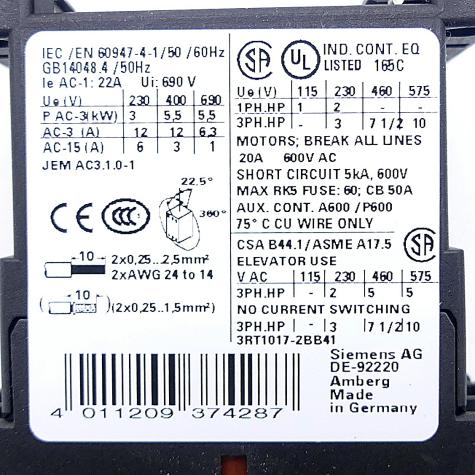 IEC /EN 60947-4-1/50 /60Hz
GB14048.4 /50Hz
Ie AC-1: 22A Ui: 690 V
Ue (V) 230 400 690
P AC-3(kW) 3 5,5 5,5
AC-3 (A) 12 12 6,3
AC-15 (A) 6 3 1
JEM AC3.1.0-1
22.5°
360°
CE CCC
10 2x0,25...2,5mm²
2xAWG 24 to 14
10 (2x0,25...1,5mm²)
SA UL IND. CONT. EQ
LISTED 165C
Ue (V) 115 230 460 575
1PH.HP 1 2 - -
3PH.HP - 3 7 1/2 10
MOTORS; BREAK ALL LINES
20A 600V AC
SHORT CIRCUIT 5kA, 600V
MAX RK5 FUSE: 60; CB 50A
AUX. CONT. A600 /P600
75° C CU WIRE ONLY
CSA B44.1/ASME A17.5 SA
ELEVATOR USE
V AC 115 230 460 575
3PH.HP - 2 5 5
NO CURRENT SWITCHING
3PH.HP - 3 7 1/2 10
3RT1017-2BB41
Siemens AG
DE-92220
Amberg
Made
in Germany
4 011209 374287